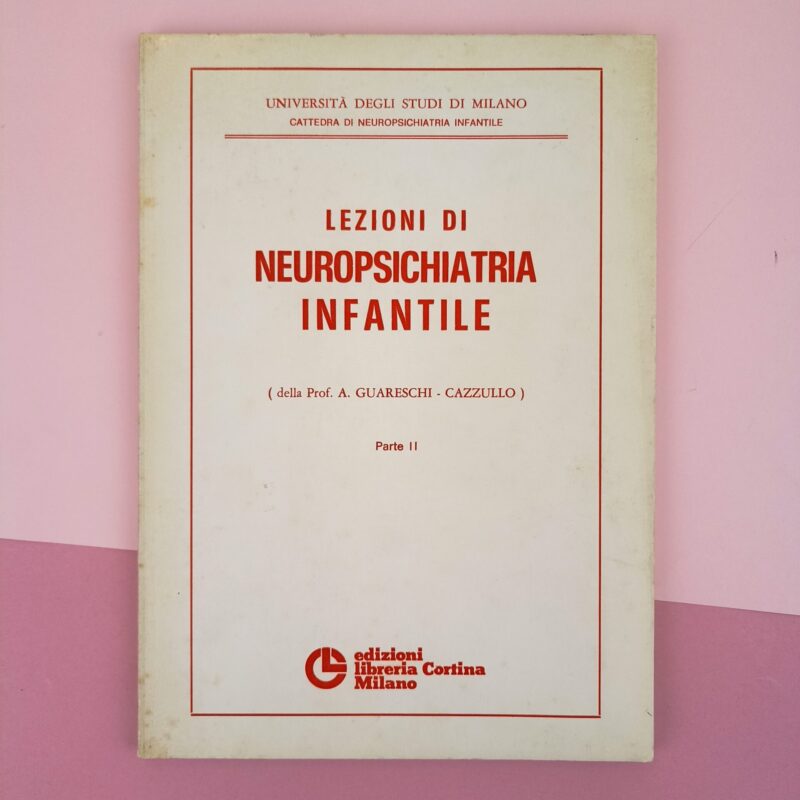 UNIVERSITÀ DEGLI STUDI DI MILANO
CATTEDRA DI NEUROPSICHIATRIA INFANTILE
LEZIONI DI
NEUROPSICHIATRIA
INFANTILE
( della Prof. A. GUARESCHI - CAZZULLO )
Parte II
edizioni
libreria Cortina
Milano